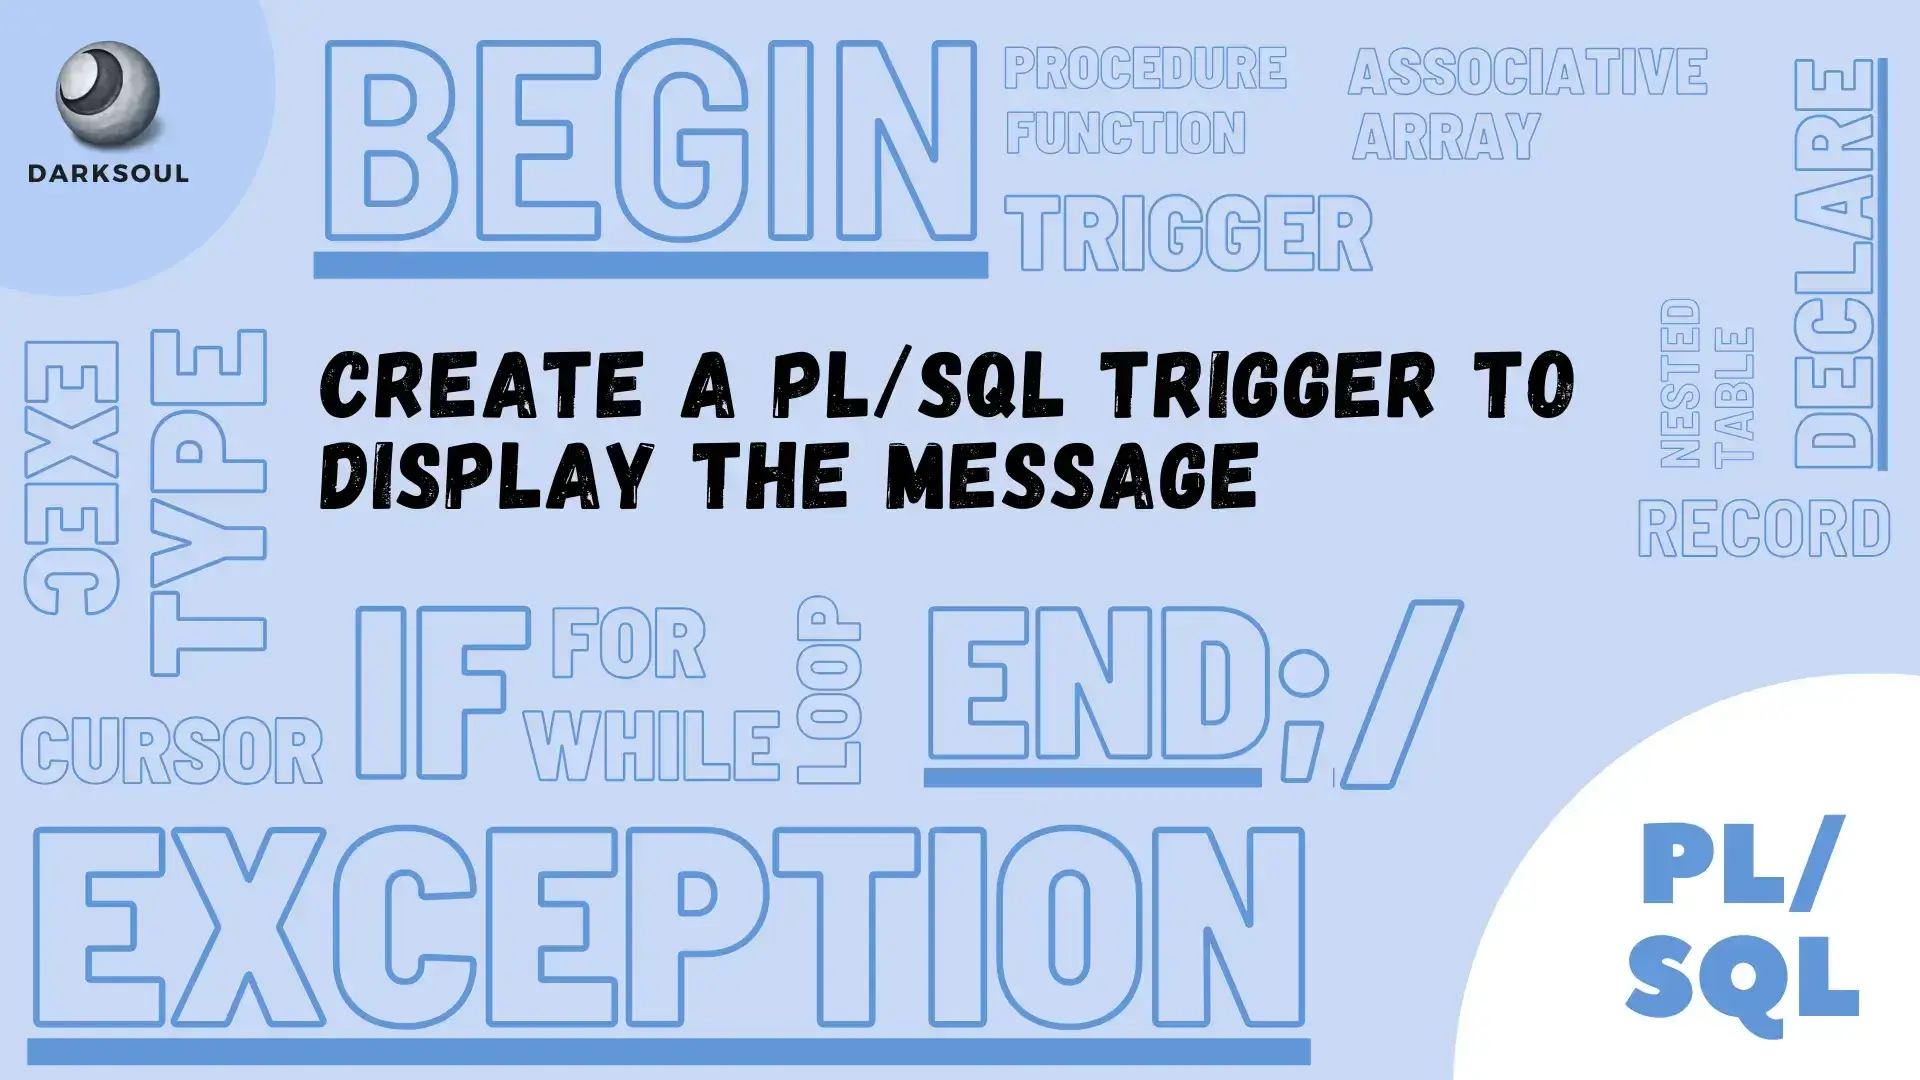 DARKSOUL
BEGIN
PROCEDURE
FUNCTION
TRIGGER
ASSOCIATIVE
ARRAY
DECLARE
NESTED
TABLE
RECORD
EXEC
TYPE
CREATE A PL/SQL TRIGGER TO
DISPLAY THE MESSAGE
CURSOR
IF
FOR
WHILE
LOOP
END;/
EXCEPTION
PL/
SQL